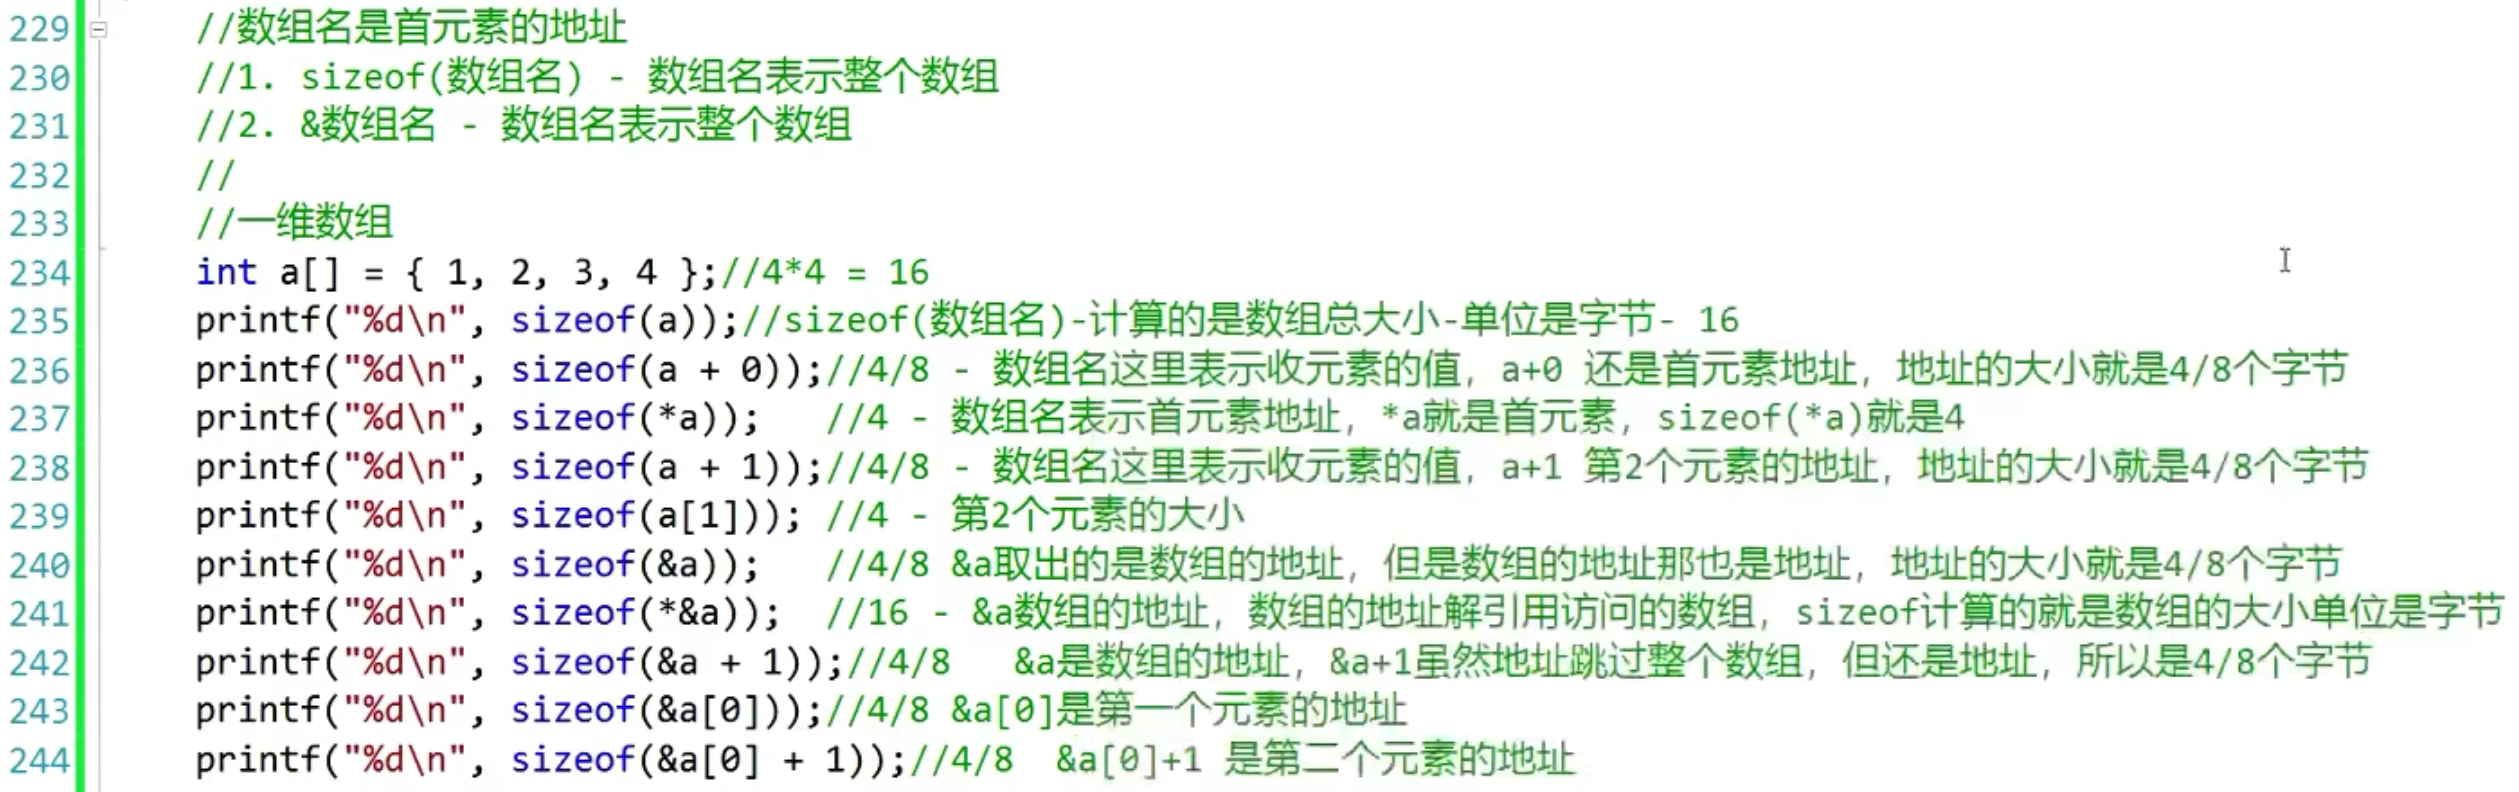 229 //数组名是首元素的地址
230 //1. sizeof(数组名) - 数组名表示整个数组
231 //2. &数组名 - 数组名表示整个数组
232 //
233 //一维数组
234 int a[] = { 1, 2, 3, 4 };//4*4 = 16
235 printf("%d\n", sizeof(a));//sizeof(数组名)-计算的是数组总大小-单位是字节- 16
236 printf("%d\n", sizeof(a + 0));//4/8 - 数组名这里表示收元素的值，a+0 还是首元素地址，地址的大小就是4/8个字节
237 printf("%d\n", sizeof(*a));   //4 - 数组名表示首元素地址，*a就是首元素，sizeof(*a)就是4
238 printf("%d\n", sizeof(a + 1));//4/8 - 数组名这里表示收元素的值，a+1 第2个元素的地址，地址的大小就是4/8个字节
239 printf("%d\n", sizeof(a[1])); //4 - 第2个元素的大小
240 printf("%d\n", sizeof(&a));   //4/8 &a取出的是数组的地址，但是数组的地址那也是地址，地址的大小就是4/8个字节
241 printf("%d\n", sizeof(*&a));  //16 - &a数组的地址，数组的地址解引用访问的数组，sizeof计算的就是数组的大小单位是字节
242 printf("%d\n", sizeof(&a + 1));//4/8   &a是数组的地址，&a+1虽然地址跳过整个数组，但还是地址，所以是4/8个字节
243 printf("%d\n", sizeof(&a[0]));//4/8 &a[0]是第一个元素的地址
244 printf("%d\n", sizeof(&a[0] + 1));//4/8  &a[0]+1 是第二个元素的地址